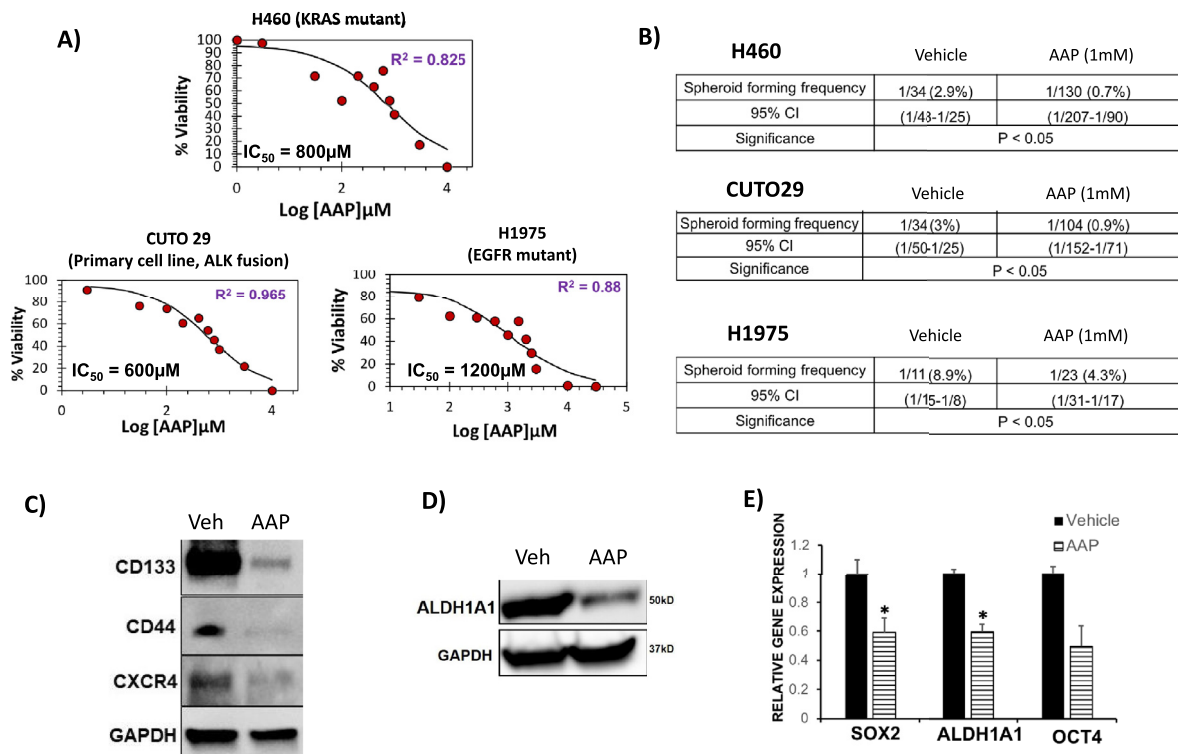 A)
H460 (KRAS mutant)
100
90
80
70
60
50
40
30
20
10
0
% Viability
R² = 0.825
IC50 = 800µM
0 2 4
Log [AAP]µM
CUTO 29
(Primary cell line, ALK fusion)
100
80
60
40
20
0
% Viability
R² = 0.965
IC50 = 600µM
0 2 4
Log [AAP]µM
H1975
(EGFR mutant)
100
80
60
40
20
0
% Viability
R² = 0.88
IC50 = 1200µM
1 2 3 4 5
Log [AAP]µM
B)
H460 Vehicle AAP (1mM)
Spheroid forming frequency 1/34 (2.9%) 1/130 (0.7%)
95% CI (1/48-1/25) (1/207-1/90)
Significance P < 0.05
CUTO29 Vehicle AAP (1mM)
Spheroid forming frequency 1/34 (3%) 1/104 (0.9%)
95% CI (1/50-1/25) (1/152-1/71)
Significance P < 0.05
H1975 Vehicle AAP (1mM)
Spheroid forming frequency 1/11 (8.9%) 1/23 (4.3%)
95% CI (1/15-1/8) (1/31-1/17)
Significance P < 0.05
C)
Veh AAP
CD133
CD44
CXCR4
GAPDH
D)
Veh AAP
ALDH1A1 50kD
GAPDH 37kD
E)
Vehicle
AAP
RELATIVE GENE EXPRESSION
1.2
1
0.8
0.6
0.4
0.2
0
* *
SOX2 ALDH1A1 OCT4